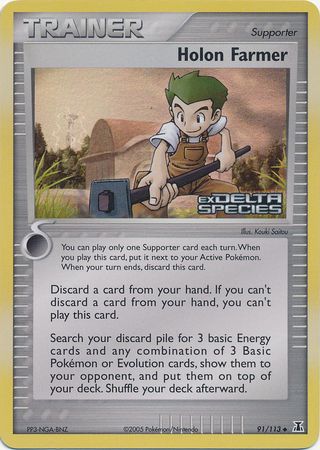 TRAINER
Supporter
Holon Farmer
EX DELTA
SPECIES
Illus. Kouki Saitou
You can play only one Supporter card each turn. When
you play this card, put it next to your Active Pokémon.
When your turn ends, discard this card.
Discard a card from your hand. If you can't
discard a card from your hand, you can't
play this card.
Search your discard pile for 3 basic Energy
cards and any combination of 3 Basic
Pokémon or Evolution cards, show them to
your opponent, and put them on top of
your deck. Shuffle your deck afterward.
PP3-NGA-BNZ
©2005 Pokémon/Nintendo
91/113